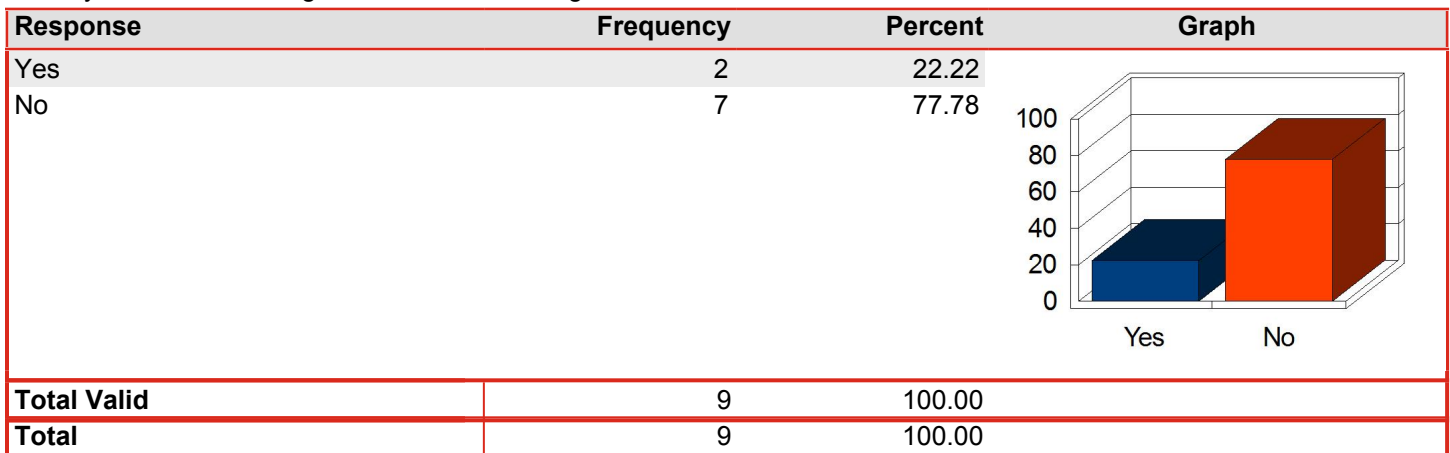 Response Frequency Percent Graph
Yes 2 22.22
No 7 77.78
100
80
60
40
20
0
Yes No
Total Valid 9 100.00
Total 9 100.00